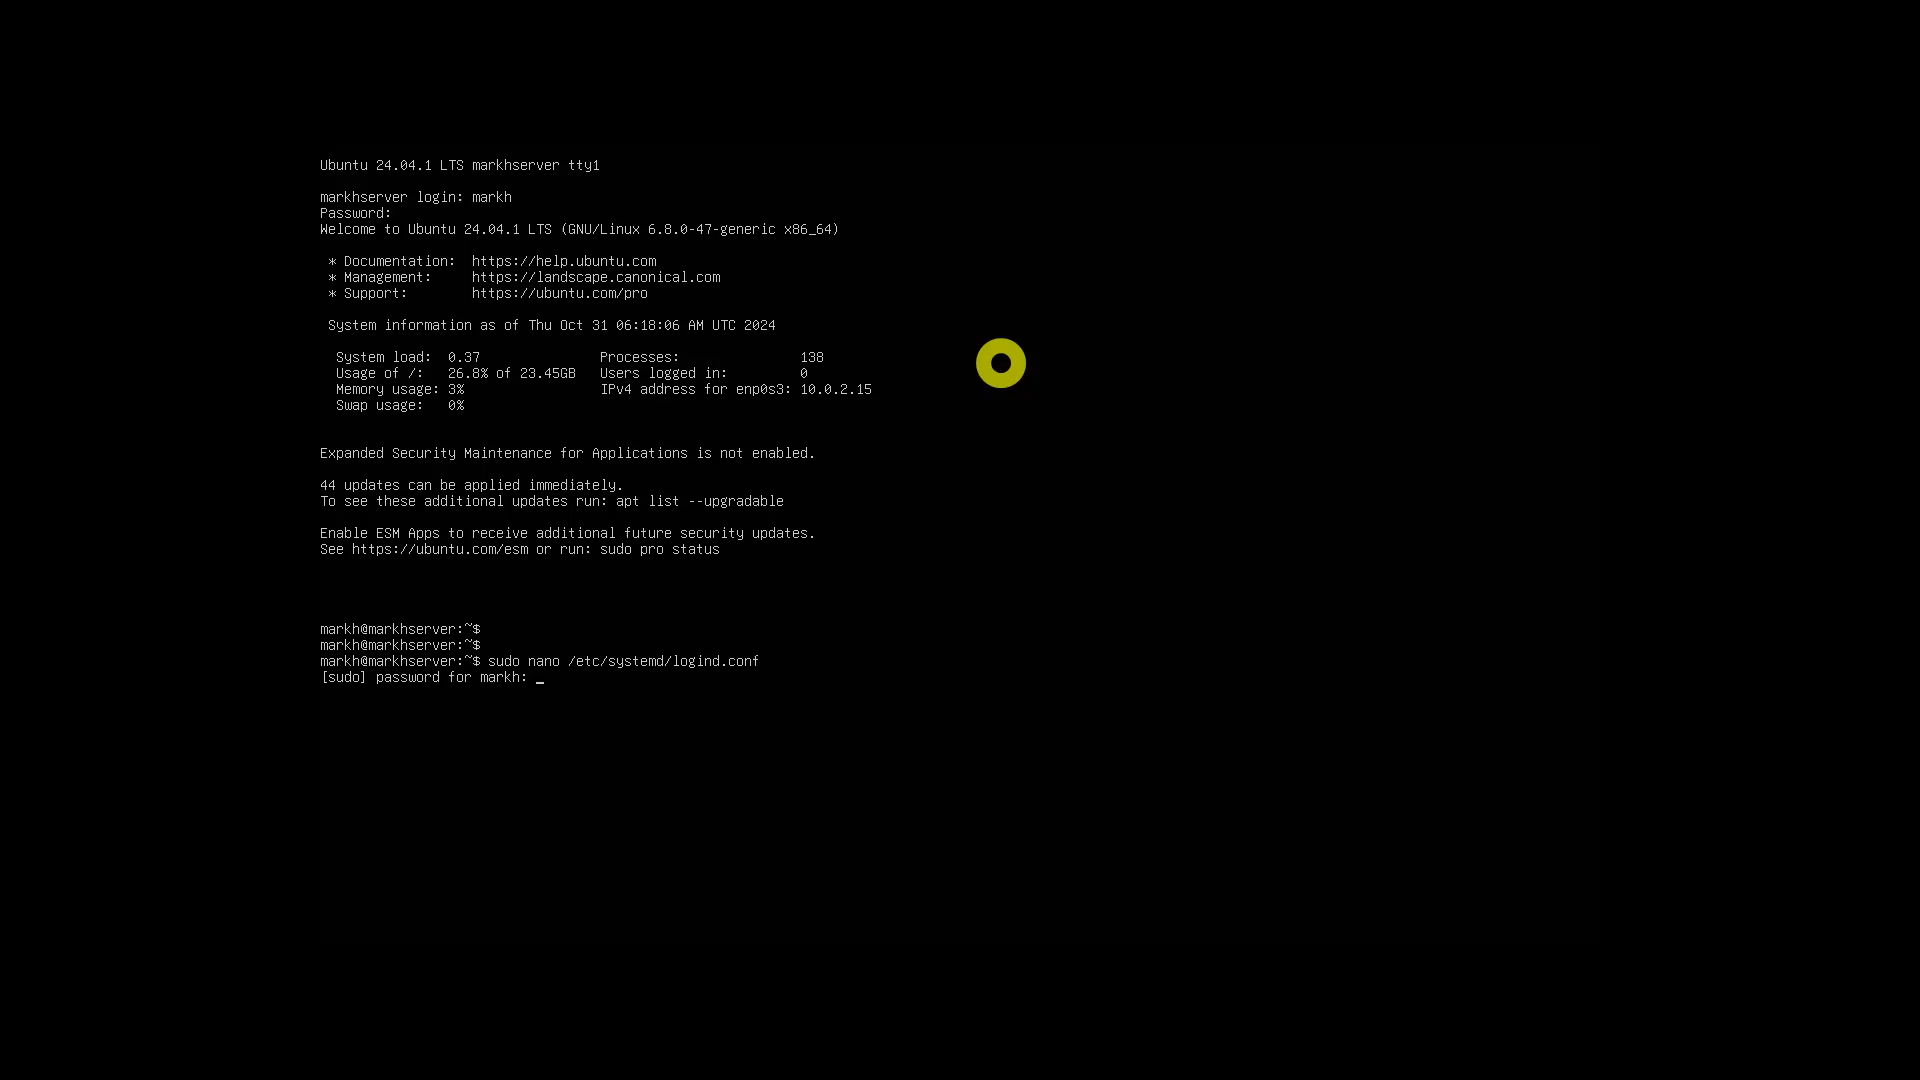 Ubuntu 24.04.1 LTS markhserver tty1
markhserver login: markh
Password:
Welcome to Ubuntu 24.04.1 LTS (GNU/Linux 6.8.0-47-generic x86_64)
* Documentation:  https://help.ubuntu.com
* Management:     https://landscape.canonical.com
* Support:        https://ubuntu.com/pro
System information as of Thu Oct 31 06:18:06 AM UTC 2024
System load:  0.37               Processes:               138
Usage of /:   26.8% of 23.45GB   Users logged in:         0
Memory usage: 3%                 IPv4 address for enp0s3: 10.0.2.15
Swap usage:   0%
Expanded Security Maintenance for Applications is not enabled.
44 updates can be applied immediately.
To see these additional updates run: apt list --upgradable
Enable ESM Apps to receive additional future security updates.
See https://ubuntu.com/esm or run: sudo pro status
markh@markhserver:~$
markh@markhserver:~$
markh@markhserver:~$ sudo nano /etc/systemd/logind.conf
[sudo] password for markh: _